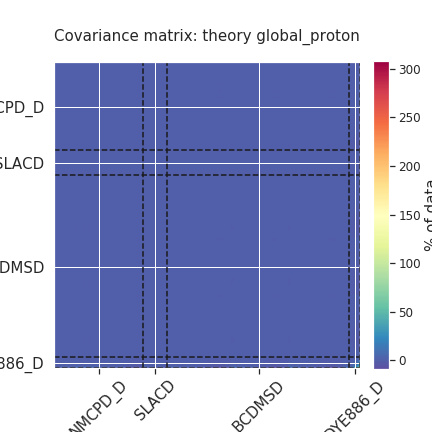 Covariance matrix: theory global_proton
CPD_D
SLACD
DMSD
886_D
NMCPD_D
SLACD
BCDMSD
DYE886_D
300
250
200
150
100
50
0
% of data